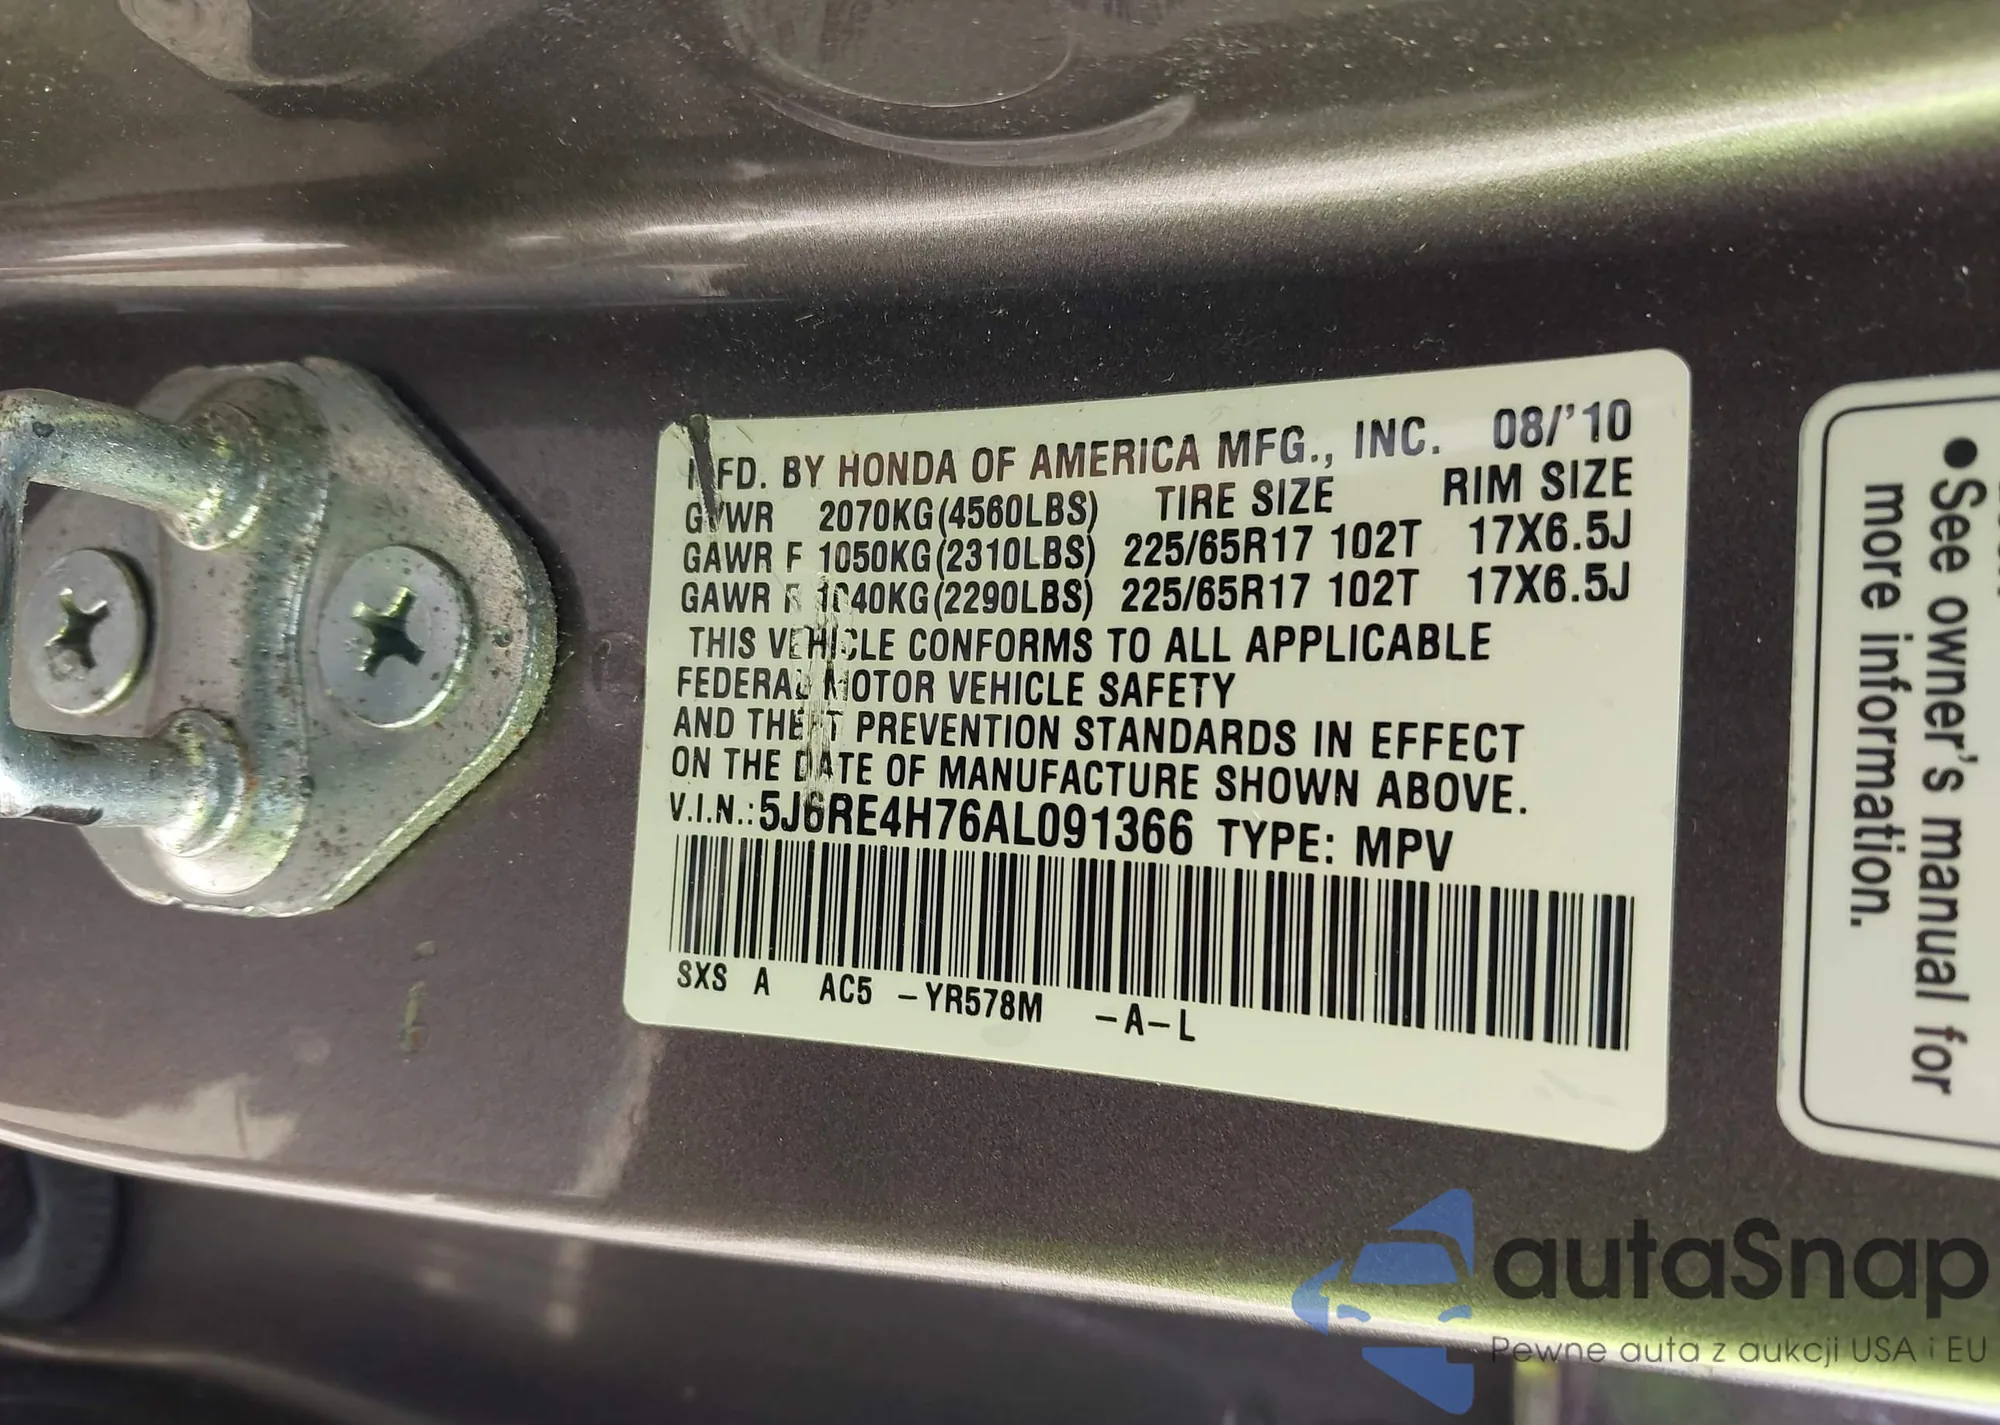 MFD. BY HONDA OF AMERICA MFG., INC. 08/'10
GVWR 2070KG(4560LBS) TIRE SIZE RIM SIZE
GAWR F 1050KG(2310LBS) 225/65R17 102T 17X6.5J
GAWR R 1040KG(2290LBS) 225/65R17 102T 17X6.5J
THIS VEHICLE CONFORMS TO ALL APPLICABLE
FEDERAL MOTOR VEHICLE SAFETY
AND THEFT PREVENTION STANDARDS IN EFFECT
ON THE DATE OF MANUFACTURE SHOWN ABOVE.
V.I.N.:5J6RE4H76AL091366 TYPE: MPV
SXS A AC5 -YR578M -A-L
•See owner's manual for
more information.
autaSnap
Pewne auta z aukcji USA i EU